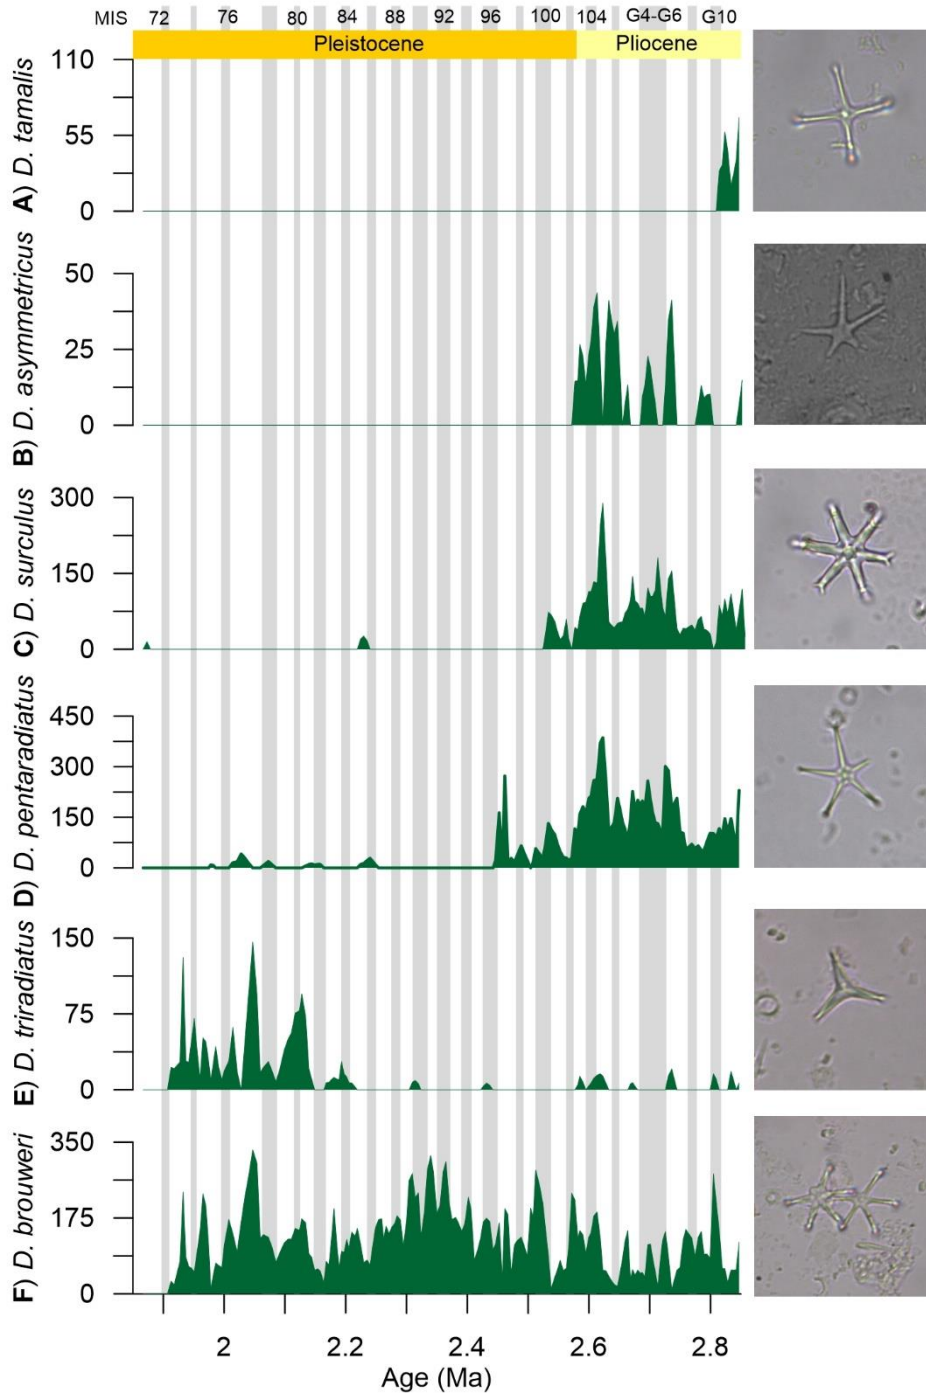 MIS 72 76 80 84 88 92 96 100 104 G4-G6 G10
Pleistocene Pliocene
A) D. tamalis
110
55
0
B) D. asymmetricus
50
25
0
C) D. surculus
300
150
0
D) D. pentaradiatus
450
300
150
0
E) D. triradiatus
150
75
0
F) D. brouweri
350
175
0
2 2.2 2.4 2.6 2.8
Age (Ma)